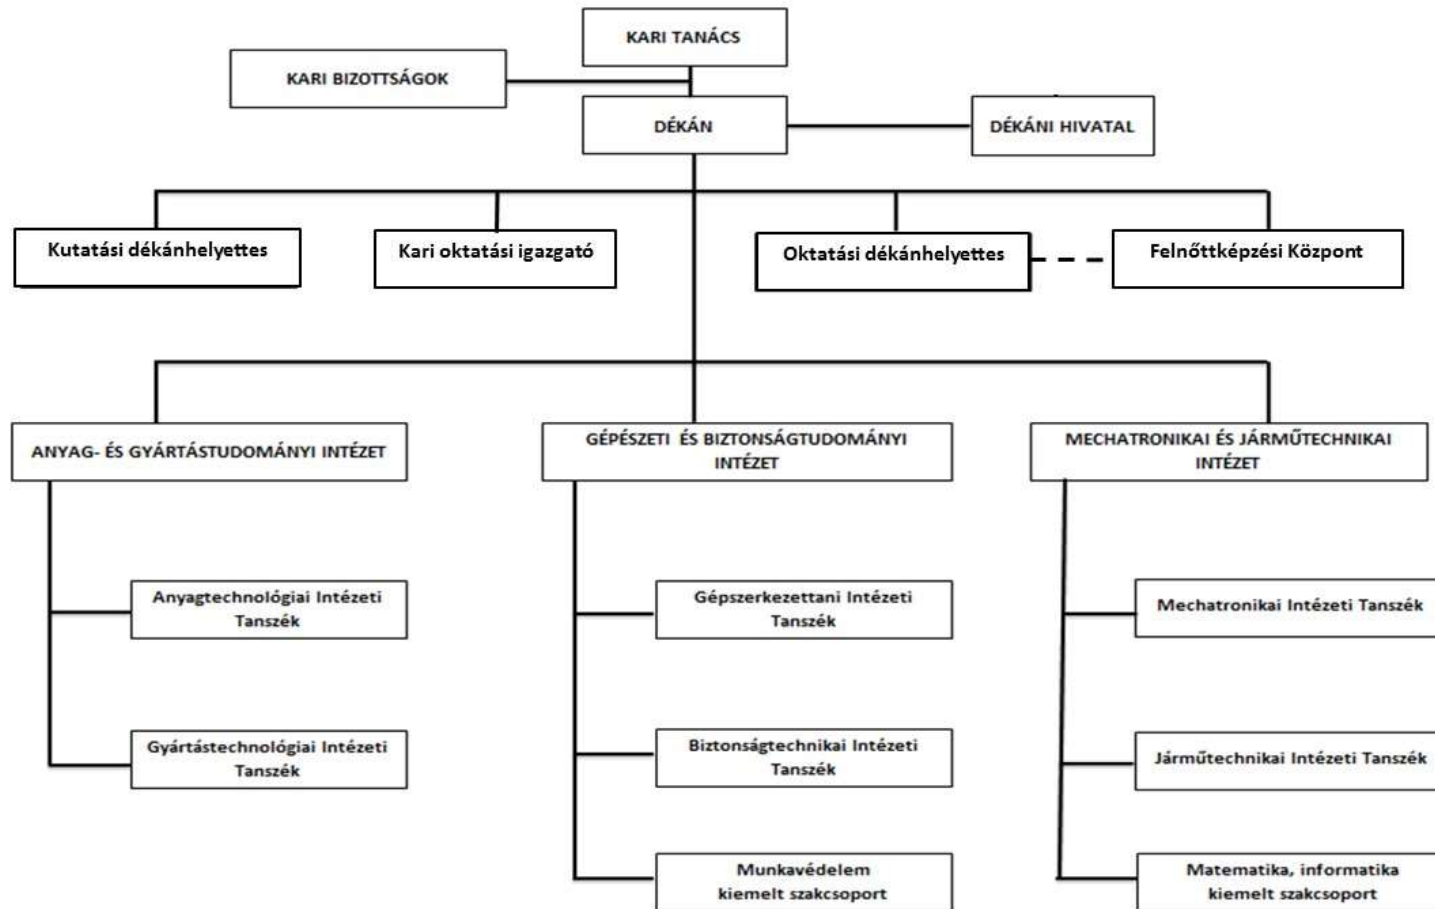 KARI TANÁCS
KARI BIZOTTSÁGOK
DÉKÁN
DÉKÁNI HIVATAL
Kutatási dékánhelyettes
Kari oktatási igazgató
Oktatási dékánhelyettes
Felnőttképzési Központ
ANYAG- ÉS GYÁRTÁSTUDOMÁNYI INTÉZET
GÉPÉSZETI ÉS BIZTONSÁGTUDOMÁNYI
INTÉZET
MECHATRONIKAI ÉS JÁRMŰTECHNIKAI
INTÉZET
Anyagtechnológiai Intézeti
Tanszék
Gépszerkezettani Intézeti
Tanszék
Mechatronikai Intézeti Tanszék
Gyártástechnológiai Intézeti
Tanszék
Biztonságtechnikai Intézeti
Tanszék
Járműtechnikai Intézeti Tanszék
Munkavédelem
kiemelt szakcsoport
Matematika, informatika
kiemelt szakcsoport